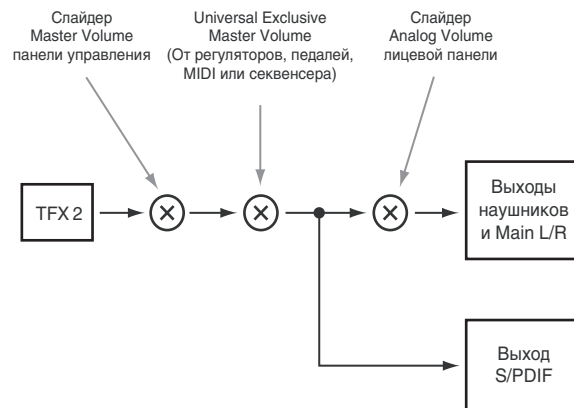 Слайдер
Master Volume
панели управления
Universal Exclusive
Master Volume
(От регуляторов, педалей,
MIDI или секвенсера)
Слайдер
Analog Volume
лицевой панели
TFX 2
Выходы
наушников
и Main L/R
Выход
S/PDIF